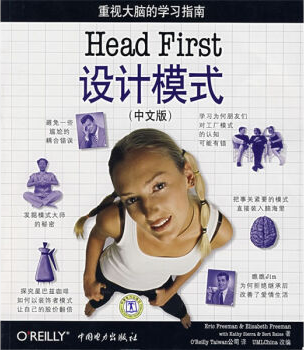 重视大脑的学习指南
Head First
设计模式
(中文版)
避免一些
尴尬的
耦合错误
学习为何朋友们
对工厂模式
的认知
可能有错
发掘模式大师
的秘密
把事关紧要的模式
直接装入脑海里
探究星巴兹咖啡
如何以装饰者模式
让自己的股价翻倍
瞧瞧Jim
为何拒绝继承后
改善了爱情生活
Eric Freeman & Elisabeth Freeman
with Kathy Sierra & Bert Bates 著
O'REILLY
中国电力出版社
O'Reilly Taiwan公司 译
UMLChina 改编